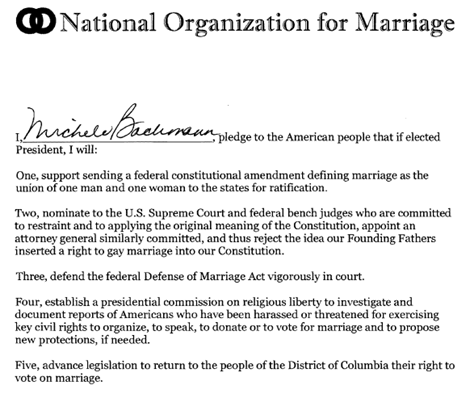 National Organization for Marriage
I, Michele Bachmann, pledge to the American people that if elected
President, I will:
One, support sending a federal constitutional amendment defining marriage as the
union of one man and one woman to the states for ratification.
Two, nominate to the U.S. Supreme Court and federal bench judges who are committed
to restraint and to applying the original meaning of the Constitution, appoint an
attorney general similarly committed, and thus reject the idea our Founding Fathers
inserted a right to gay marriage into our Constitution.
Three, defend the federal Defense of Marriage Act vigorously in court.
Four, establish a presidential commission on religious liberty to investigate and
document reports of Americans who have been harassed or threatened for exercising
key civil rights to organize, to speak, to donate or to vote for marriage and to propose
new protections, if needed.
Five, advance legislation to return to the people of the District of Columbia their right to
vote on marriage.